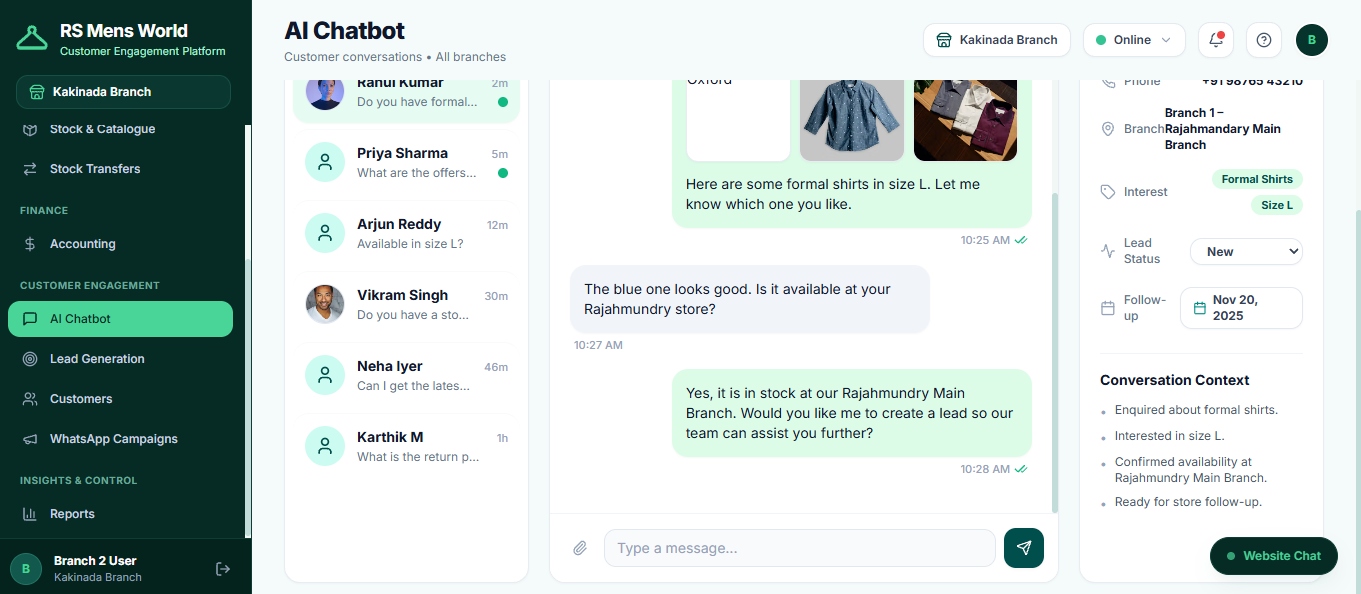 RS Mens World
Customer Engagement Platform
Kakinada Branch
Stock & Catalogue
Stock Transfers
FINANCE
Accounting
CUSTOMER ENGAGEMENT
AI Chatbot
Lead Generation
Customers
WhatsApp Campaigns
INSIGHTS & CONTROL
Reports
B
Branch 2 User
Kakinada Branch
AI Chatbot
Customer conversations • All branches
Kakinada Branch
Online
B
Rahul Kumar
2m
Do you have formal...
Priya Sharma
5m
What are the offers...
Arjun Reddy
12m
Available in size L?
Vikram Singh
30m
Do you have a sto...
Neha Iyer
46m
Can I get the lates...
Karthik M
1h
What is the return p...
Oxford
Here are some formal shirts in size L. Let me
know which one you like.
10:25 AM
The blue one looks good. Is it available at your
Rajahmundry store?
10:27 AM
Yes, it is in stock at our Rajahmundry Main
Branch. Would you like me to create a lead so our
team can assist you further?
10:28 AM
Type a message...
Phone
+91 98765 43210
Branch
Branch 1 –
Rajahmandary Main
Branch
Interest
Formal Shirts
Size L
Lead
Status
New
Follow-
up
Nov 20,
2025
Conversation Context
• Enquired about formal shirts.
• Interested in size L.
• Confirmed availability at
Rajahmundry Main Branch.
• Ready for store follow-up.
Website Chat